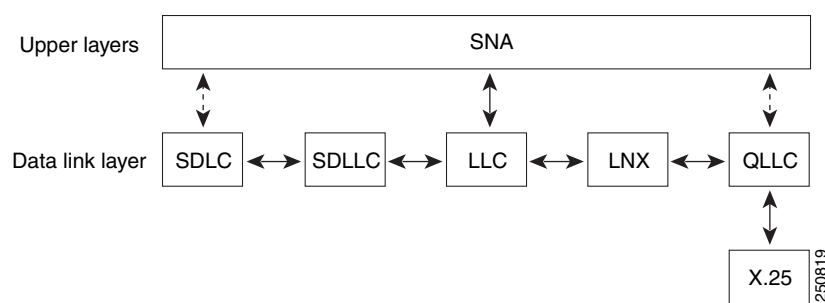 Upper layers
SNA
Data link layer
SDLC
SDLLC
LLC
LNX
QLLC
X.25
250819